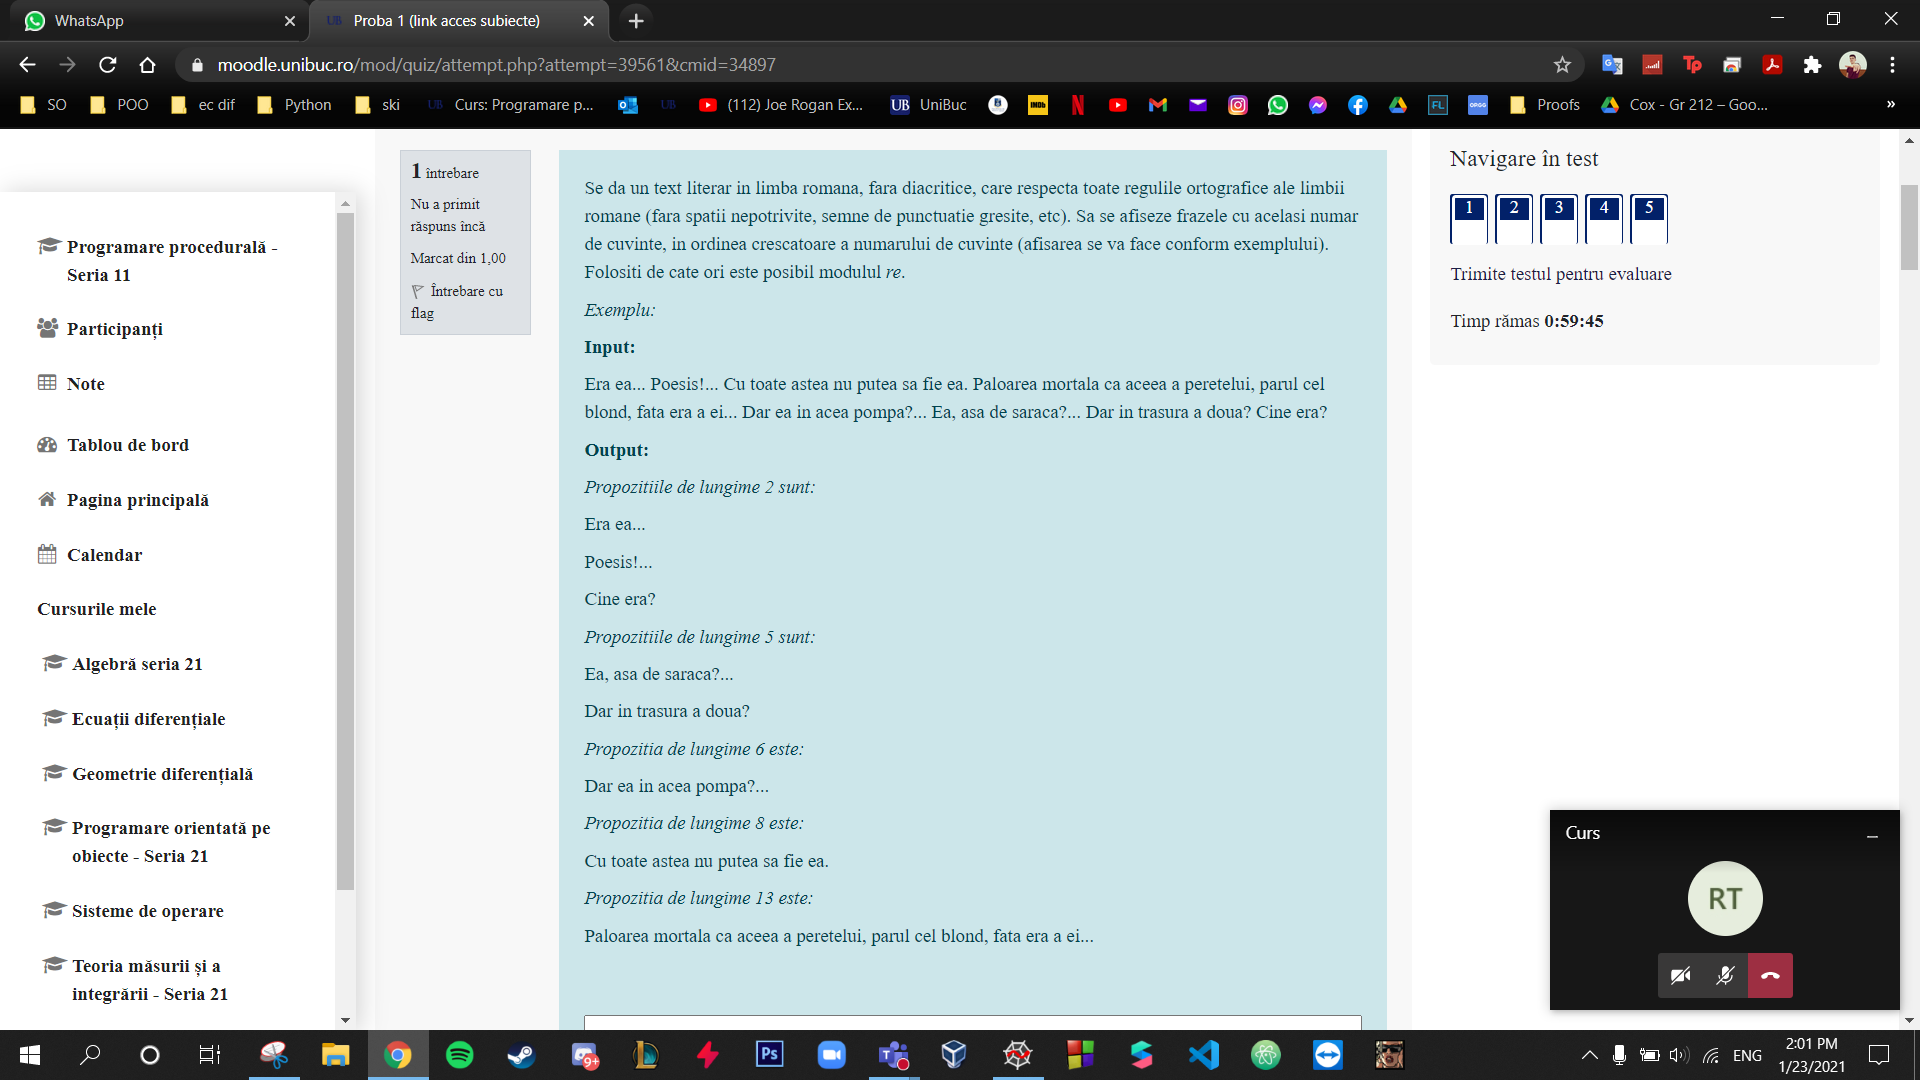 WhatsApp
UB Proba 1 (link acces subiecte)
moodle.unibuc.ro/mod/quiz/attempt.php?attempt=39561&cmid=34897
SO POO ec dif Python ski UB Curs: Programare p... UB (112) Joe Rogan Ex... UB UniBuc IMDb N FL OP.GG Proofs Cox - Gr 212 – Goo... »
Programare procedurală -
Seria 11
Participanți
Note
Tablou de bord
Pagina principală
Calendar
Cursurile mele
Algebră seria 21
Ecuații diferențiale
Geometrie diferențială
Programare orientată pe
obiecte - Seria 21
Sisteme de operare
Teoria măsurii și a
integrării - Seria 21
1 întrebare
Nu a primit
răspuns încă
Marcat din 1,00
Întrebare cu
flag
Se da un text literar in limba romana, fara diacritice, care respecta toate regulile ortografice ale limbii
romane (fara spatii nepotrivite, semne de punctuatie gresite, etc). Sa se afiseze frazele cu acelasi numar
de cuvinte, in ordinea crescatoare a numarului de cuvinte (afisarea se va face conform exemplului).
Folositi de cate ori este posibil modulul re.
Exemplu:
Input:
Era ea... Poesis!... Cu toate astea nu putea sa fie ea. Paloarea mortala ca aceea a peretelui, parul cel
blond, fata era a ei... Dar ea in acea pompa?... Ea, asa de saraca?... Dar in trasura a doua? Cine era?
Output:
Propozitiile de lungime 2 sunt:
Era ea...
Poesis!...
Cine era?
Propozitiile de lungime 5 sunt:
Ea, asa de saraca?...
Dar in trasura a doua?
Propozitia de lungime 6 este:
Dar ea in acea pompa?...
Propozitia de lungime 8 este:
Cu toate astea nu putea sa fie ea.
Propozitia de lungime 13 este:
Paloarea mortala ca aceea a peretelui, parul cel blond, fata era a ei...
Navigare în test
1 2 3 4 5
Trimite testul pentru evaluare
Timp rămas 0:59:45
Curs
RT
9+
Ps
ENG
2:01 PM
1/23/2021